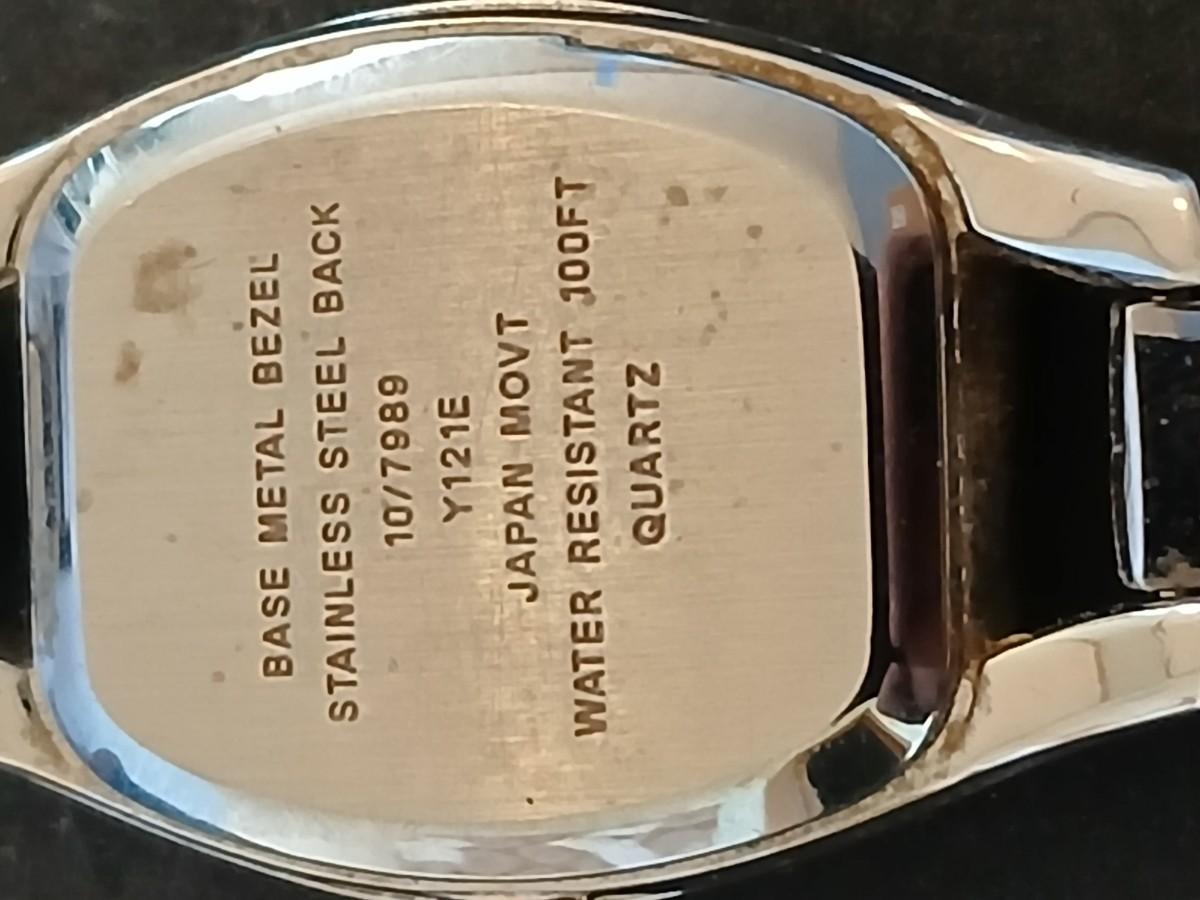 BASE METAL BEZEL
STAINLESS STEEL BACK
10/7989
Y121E
JAPAN MOVT
WATER RESISTANT 100FT
QUARTZ